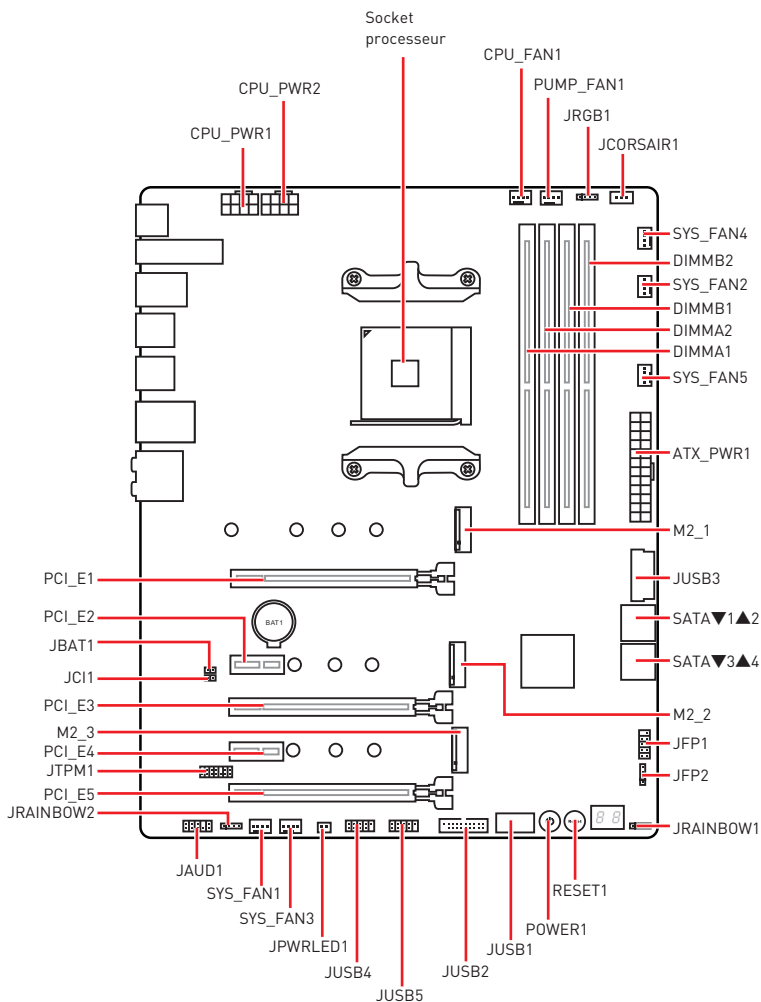 Socket
processeur
CPU_FAN1
CPU_PWR2
PUMP_FAN1
CPU_PWR1
JRGB1
JCORSAIR1
SYS_FAN4
DIMMB2
SYS_FAN2
DIMMB1
DIMMA2
DIMMA1
SYS_FAN5
ATX_PWR1
M2_1
PCI_E1
JUSB3
PCI_E2
BAT1
SATA▼1▲2
JBAT1
JCI1
SATA▼3▲4
PCI_E3
M2_2
M2_3
PCI_E4
JFP1
JTPM1
JFP2
PCI_E5
JRAINBOW2
88
JRAINBOW1
JAUD1
SYS_FAN1
SYS_FAN3
JPWRLED1
JUSB4
JUSB5
JUSB2
JUSB1
POWER1
RESET1